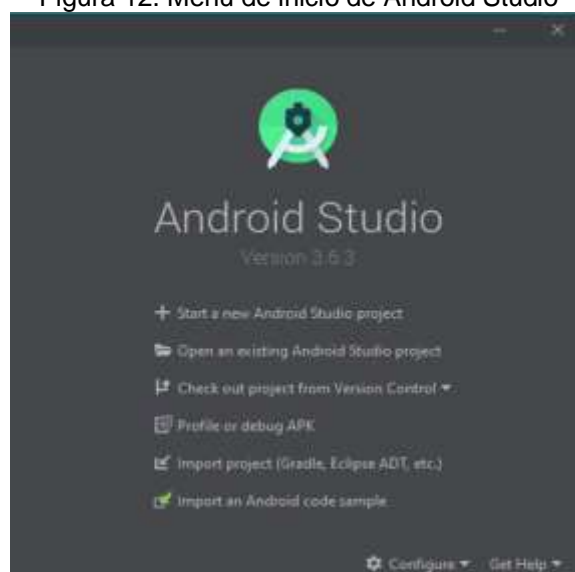 Figura 12. Menú de Inicio de Android Studio
Android Studio
Version 3.6.3
Start a new Android Studio project
Open an existing Android Studio project
Check out project from Version Control
Profile or debug APK
Import project (Gradle, Eclipse ADT, etc.)
Import an Android code sample
Configure Get Help